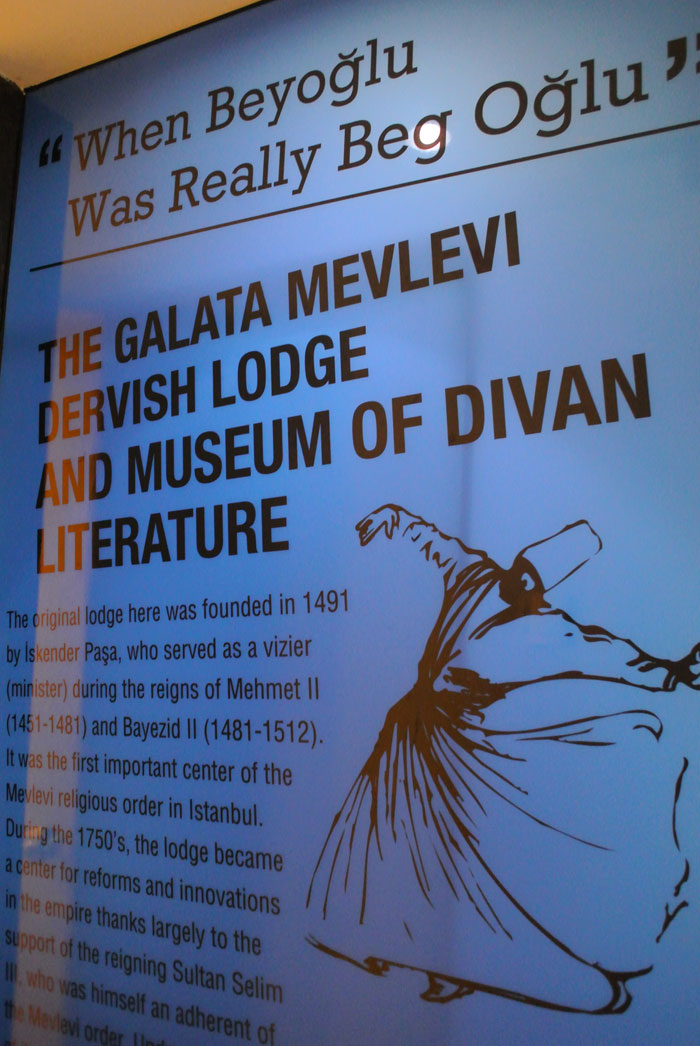 “ When Beyoğlu
Was Really Beg Oğlu ”
THE GALATA MEVLEVI
DERVISH LODGE
AND MUSEUM OF DIVAN
LITERATURE
The original lodge here was founded in 1491
by İskender Paşa, who served as a vizier
(minister) during the reigns of Mehmet II
(1451-1481) and Bayezid II (1481-1512).
It was the first important center of the
Mevlevi religious order in Istanbul.
During the 1750's, the lodge became
a center for reforms and innovations
in the empire thanks largely to the
support of the reigning Sultan Selim
III, who was himself an adherent of
the Mevlevi order.